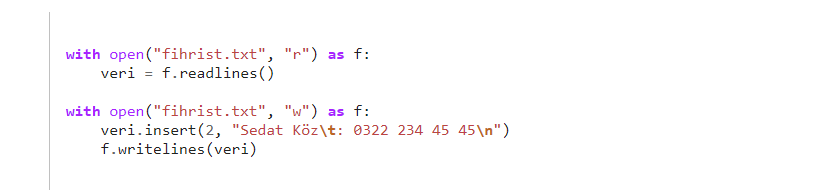 with open("fihrist.txt", "r") as f:
    veri = f.readlines()
with open("fihrist.txt", "w") as f:
    veri.insert(2, "Sedat Köz\t: 0322 234 45 45\n")
    f.writelines(veri)